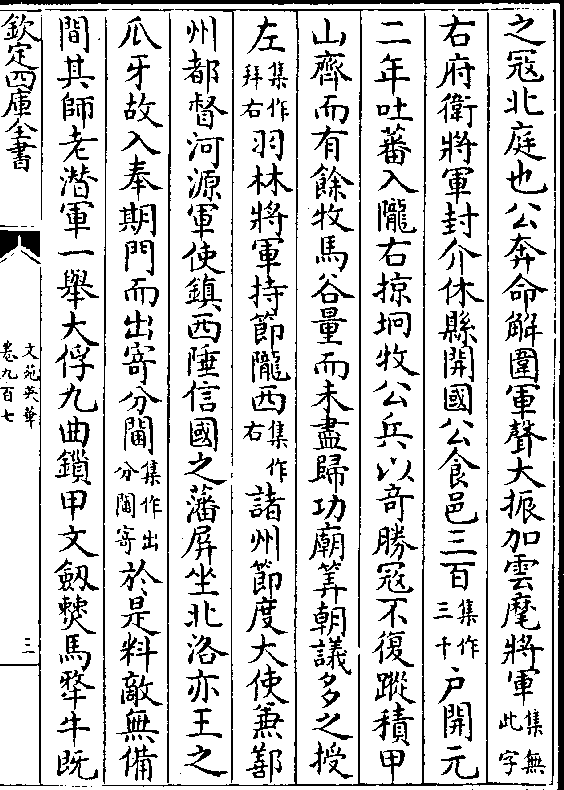 之冦北庭也公奔命解圍軍聲大振加雲麾將軍集無此字
右府衛將軍封介休縣開國公食邑三百集作三千户開元
二年吐蕃入隴右掠坰牧公兵以竒勝冦不復蹤積甲
山齊而有餘牧馬谷量而未盡歸功廟筭朝議多之授
左集作拜右羽林將軍持節隴西集作右諸州節度大使兼鄯
州都督河源軍使鎮西陲信國之藩屏坐北洛亦王之
爪牙故入奉期門而出寄分閫集作出分閫寄於是料敵無備
間其師老潜軍一舉大俘九曲鎻甲文劔㸅馬犂牛既
欽定四庫全書
文苑英華
卷九百七
三